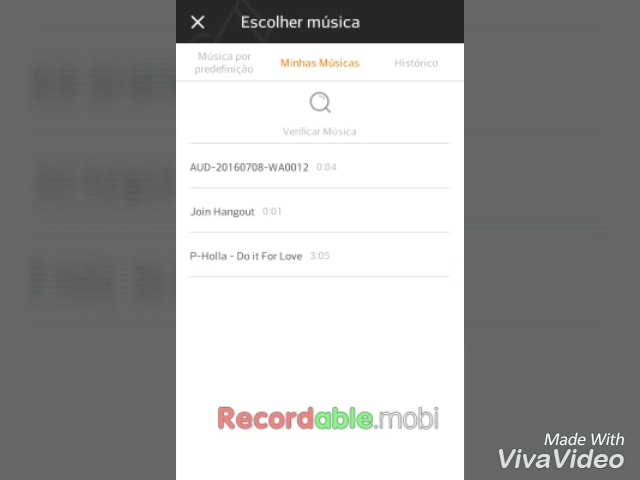 Escolher música
Música por
predefinição
Minhas Músicas
Histórico
Verificar Música
AUD-20160708-WA0012 0:04
Join Hangout 0:01
P-Holla - Do it For Love 3:05
Recordable.mobi
Made With
VivaVideo